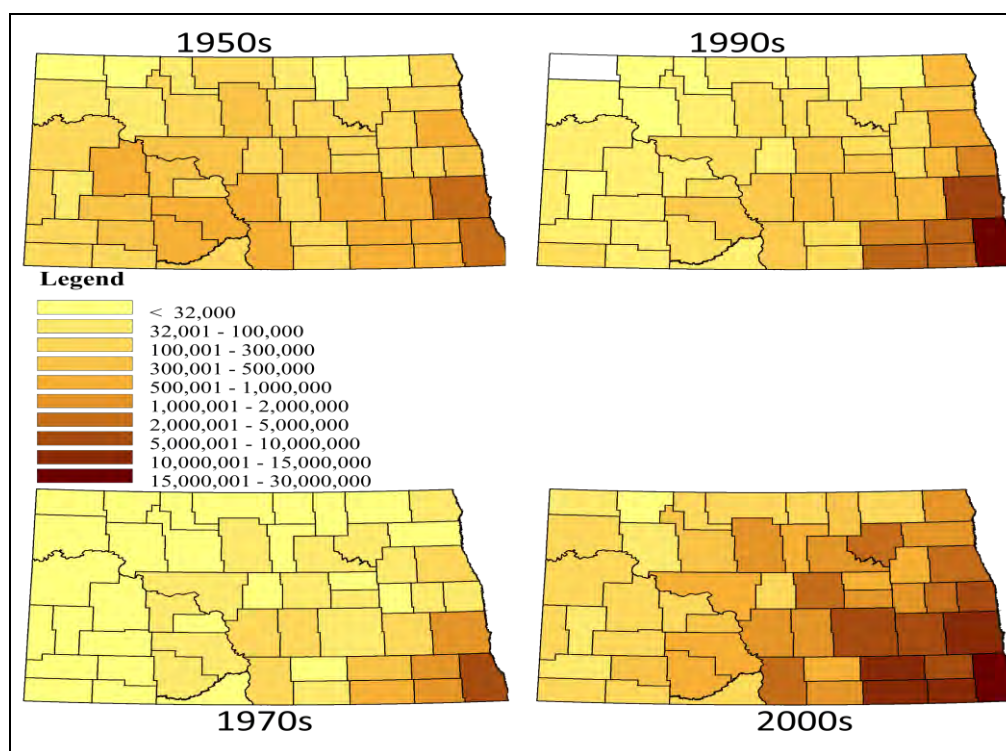 1950s
1990s
Legend
< 32,000
32,001 - 100,000
100,001 - 300,000
300,001 - 500,000
500,001 - 1,000,000
1,000,001 - 2,000,000
2,000,001 - 5,000,000
5,000,001 - 10,000,000
10,000,001 - 15,000,000
15,000,001 - 30,000,000
1970s
2000s